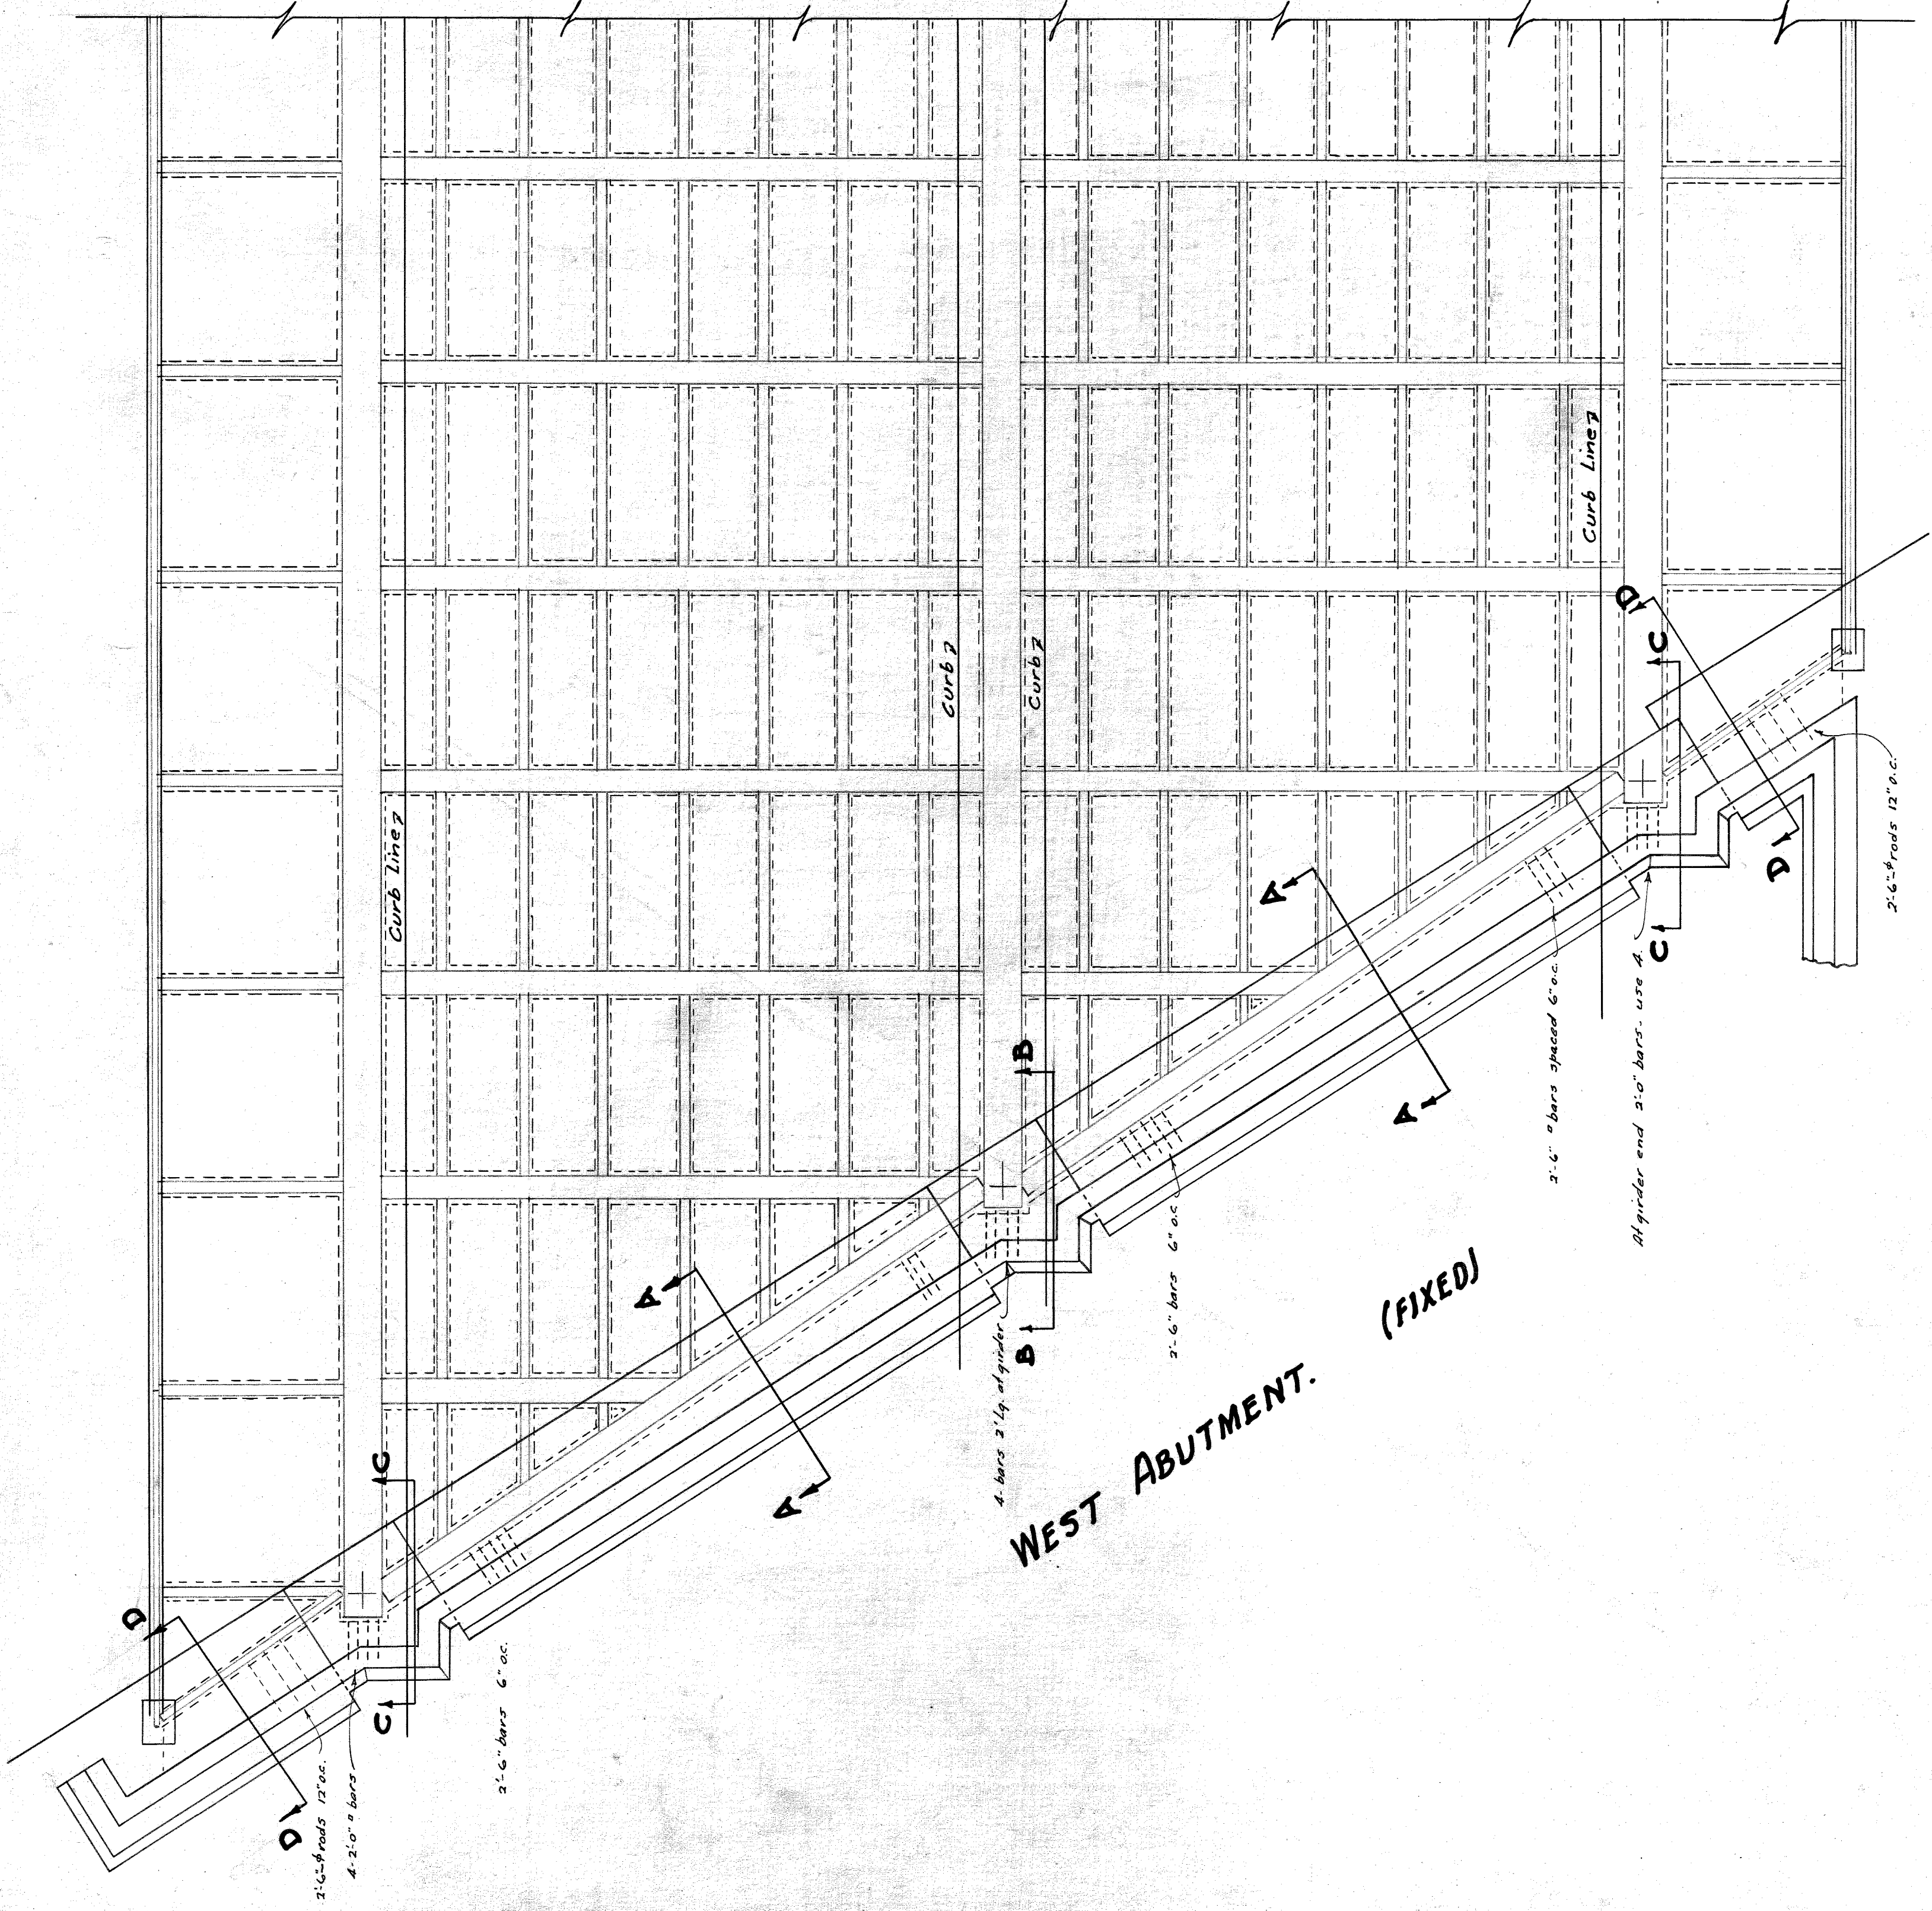 Curb Line
Curb
Curb
Curb Line
D
C
C
D
2'-6"-φ rods 12" o.c.
A
A
2'-6" ▫ bars spaced 6" o.c.
At girder end 2'-0" bars. use 4.
B
B
2'-6" bars 6" o.c.
4- bars 2' Lg. at girder
A
A
WEST ABUTMENT. (FIXED)
C
C
D
D
2'-6"-φ rods 12" o.c.
4-2'-0" ▫ bars
2'-6" bars 6" o.c.